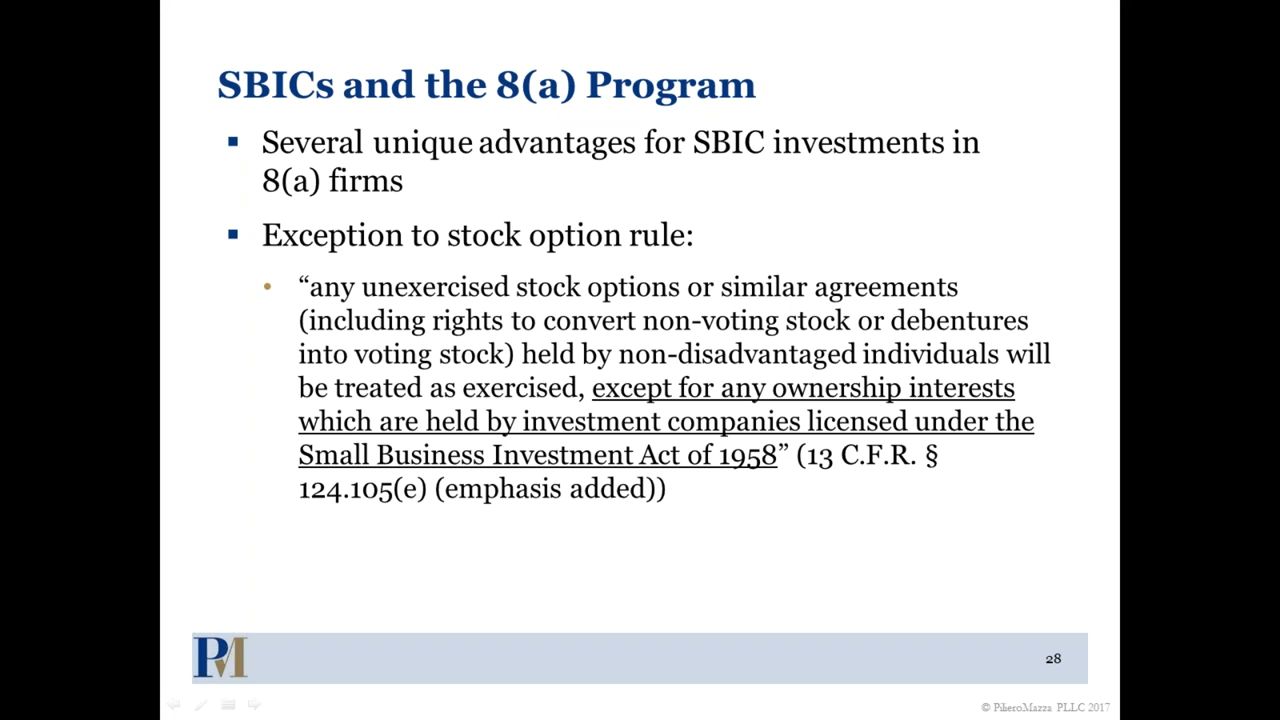 SBICs and the 8(a) Program
▪ Several unique advantages for SBIC investments in
8(a) firms
▪ Exception to stock option rule:
• “any unexercised stock options or similar agreements
(including rights to convert non-voting stock or debentures
into voting stock) held by non-disadvantaged individuals will
be treated as exercised, except for any ownership interests
which are held by investment companies licensed under the
Small Business Investment Act of 1958” (13 C.F.R. §
124.105(e) (emphasis added))
PM
28
© PilieroMazza PLLC 2017